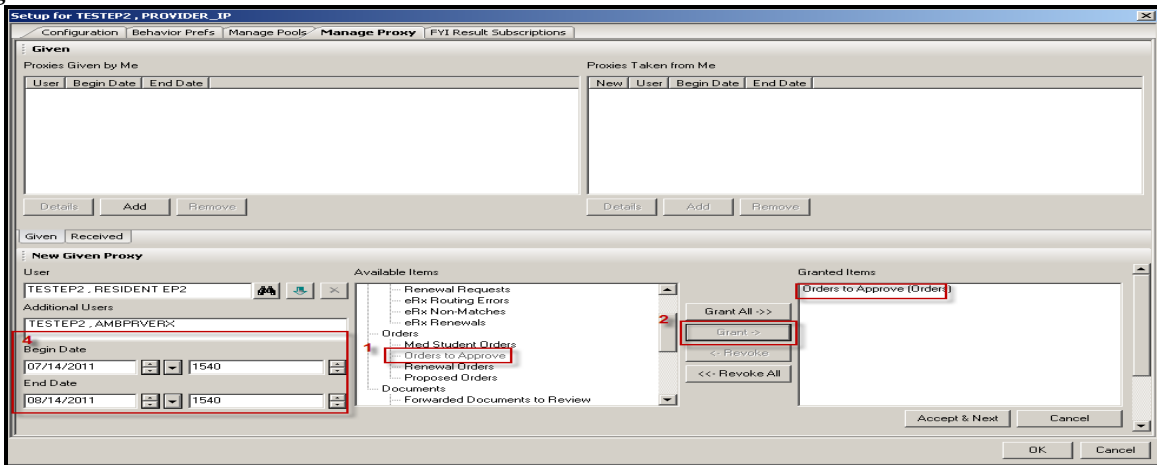 Setup for TESTEP2 , PROVIDER_IP
Configuration Behavior Prefs Manage Pools Manage Proxy FYI Result Subscriptions
Given
Proxies Given by Me Proxies Taken from Me
User Begin Date End Date New User Begin Date End Date
Details Add Remove Details Add Remove
Given Received
New Given Proxy
User Available Items Granted Items
TESTEP2 , RESIDENT EP2 Renewal Requests Orders to Approve (Orders)
eRx Routing Errors
Additional Users eRx Non-Matches Grant All ->>
TESTEP2 , AMBPRVERX eRx Renewals 2
Orders Grant ->
4 Med Student Orders
Begin Date 1 Orders to Approve <- Revoke
07/14/2011 1540 Renewal Orders
End Date Proposed Orders <<- Revoke All
Documents
08/14/2011 1540 Forwarded Documents to Review
Accept & Next Cancel
OK Cancel